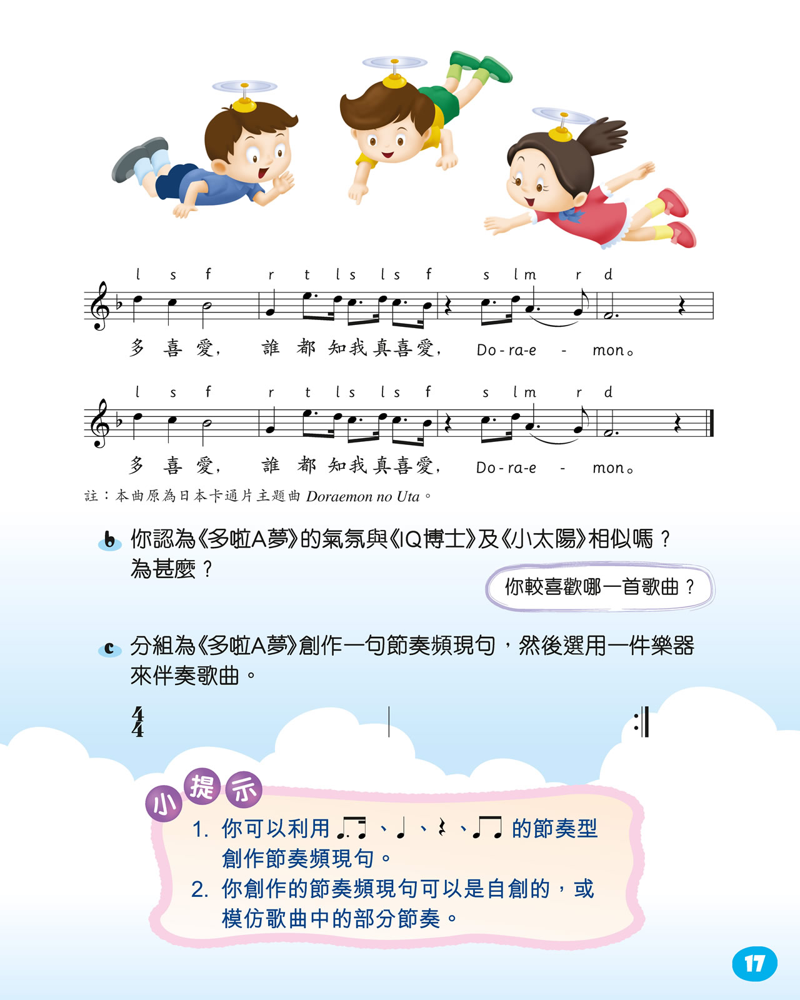 l s f r t l s l s f s l m r d
多 喜 愛， 誰 都 知我真喜愛， Do - ra-e - mon。
l s f r t l s l s f s l m r d
多 喜 愛， 誰 都 知我真喜愛， Do - ra-e - mon。
註：本曲原為日本卡通片主題曲 Doraemon no Uta。
b 你認為《多啦A夢》的氣氛與《IQ博士》及《小太陽》相似嗎？
為甚麼？
你較喜歡哪一首歌曲？
c 分組為《多啦A夢》創作一句節奏頻現句，然後選用一件樂器
來伴奏歌曲。
4
4
小提示
1. 你可以利用 、 、 、 的節奏型
創作節奏頻現句。
2. 你創作的節奏頻現句可以是自創的，或
模仿歌曲中的部分節奏。
17